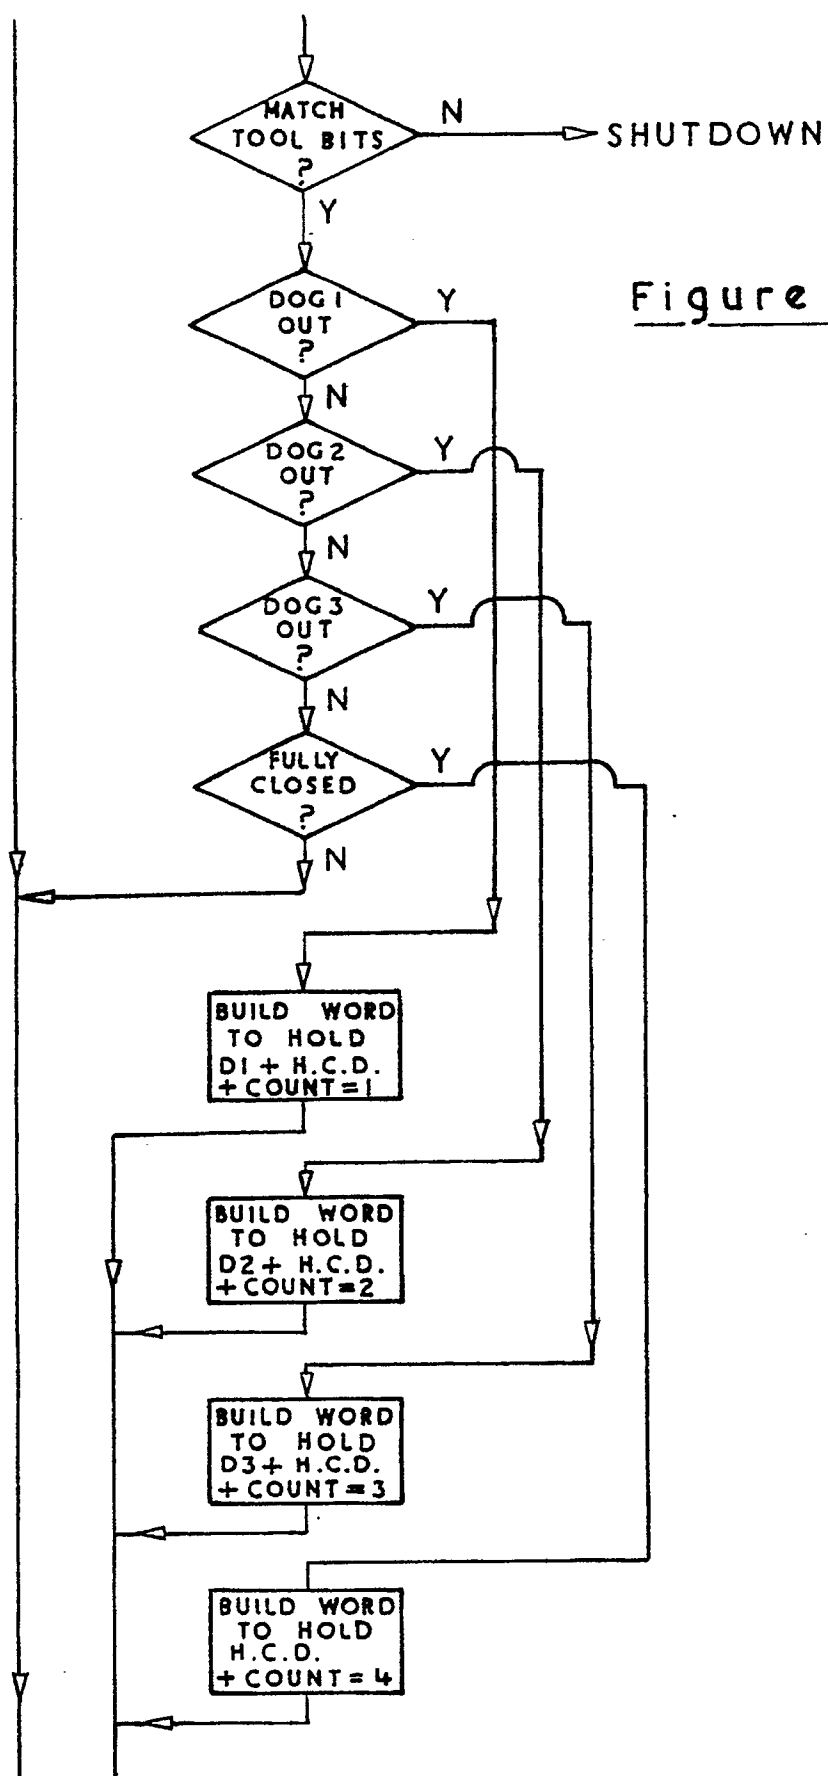 MATCH
TOOL BITS
?
N
SHUTDOWN
Y
Figure
DOG 1
OUT
?
Y
N
DOG 2
OUT
?
Y
N
DOG 3
OUT
?
Y
N
FULLY
CLOSED
?
Y
N
BUILD WORD
TO HOLD
D1 + H.C.D.
+ COUNT = 1
BUILD WORD
TO HOLD
D2 + H.C.D.
+ COUNT = 2
BUILD WORD
TO HOLD
D3 + H.C.D.
+ COUNT = 3
BUILD WORD
TO HOLD
H.C.D.
+ COUNT = 4